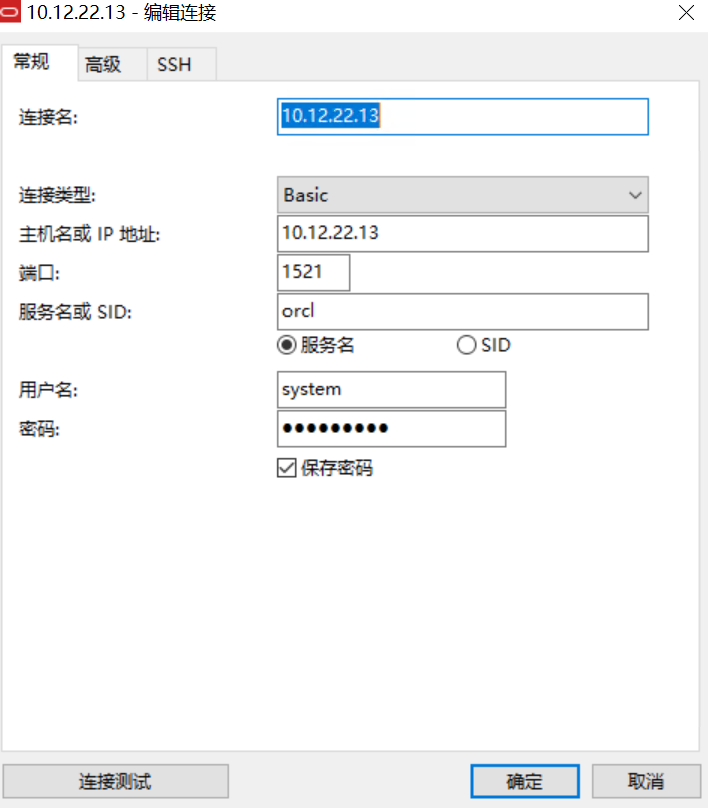 10.12.22.13 - 编辑连接
常规 高级 SSH
连接名: 10.12.22.13
连接类型: Basic
主机名或 IP 地址: 10.12.22.13
端口: 1521
服务名或 SID: orcl
服务名 SID
用户名: system
密码: ●●●●●●●●●
保存密码
连接测试 确定 取消